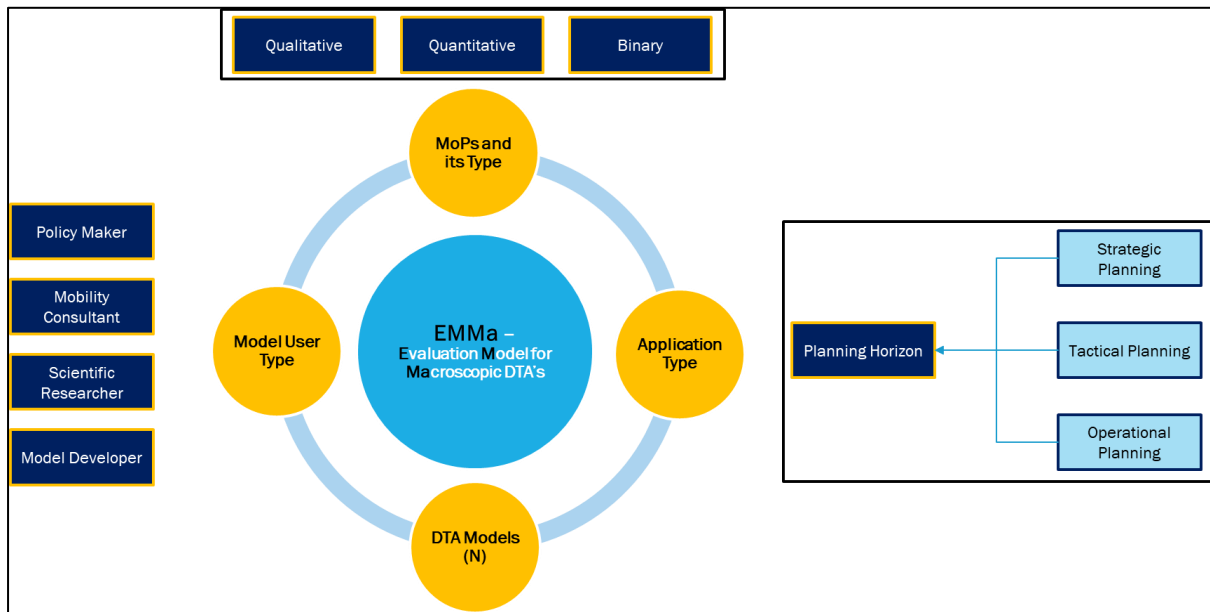 Qualitative
Quantitative
Binary
MoPs and
its Type
Policy Maker
Mobility
Consultant
Scientific
Researcher
Model Developer
Model User
Type
EMMa –
Evaluation Model for
Macroscopic DTA's
Application
Type
DTA Models
(N)
Planning Horizon
Strategic
Planning
Tactical Planning
Operational
Planning